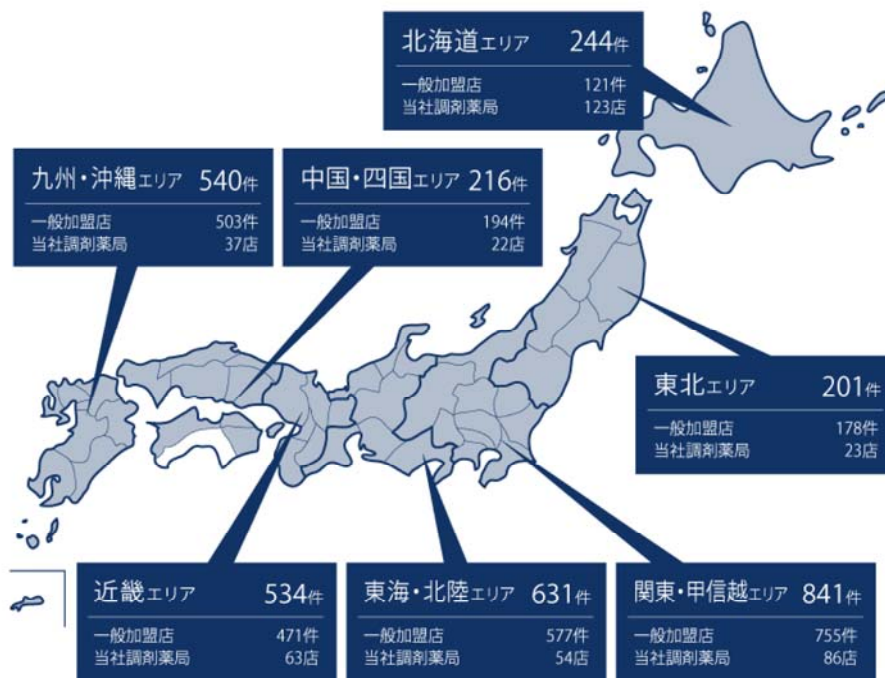 北海道エリア 244件
一般加盟店 121件
当社調剤薬局 123店
九州・沖縄エリア 540件
一般加盟店 503件
当社調剤薬局 37店
中国・四国エリア 216件
一般加盟店 194件
当社調剤薬局 22店
東北エリア 201件
一般加盟店 178件
当社調剤薬局 23店
近畿エリア 534件
一般加盟店 471件
当社調剤薬局 63店
東海・北陸エリア 631件
一般加盟店 577件
当社調剤薬局 54店
関東・甲信越エリア 841件
一般加盟店 755件
当社調剤薬局 86店